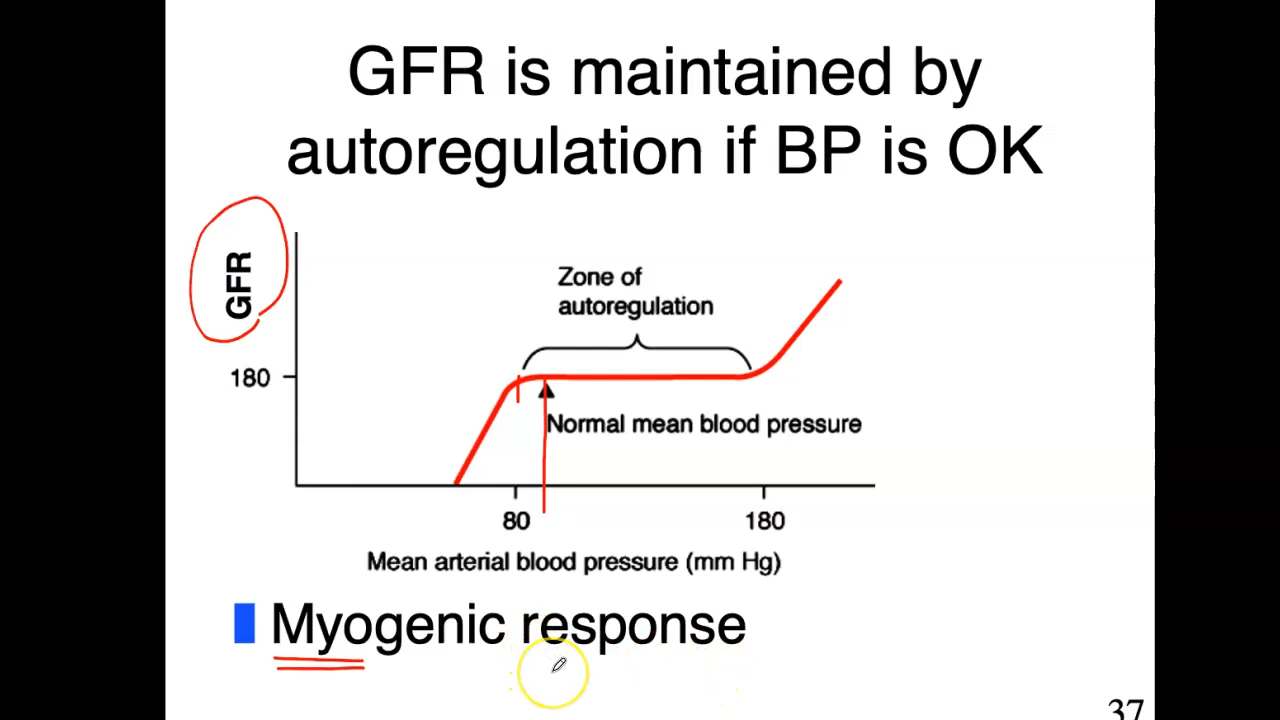 GFR is maintained by
autoregulation if BP is OK
GFR
Zone of
autoregulation
180
Normal mean blood pressure
80 180
Mean arterial blood pressure (mm Hg)
Myogenic response
37